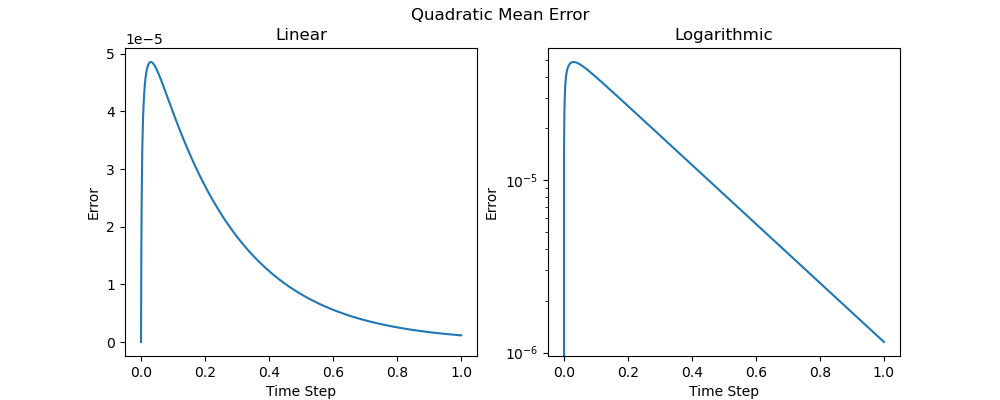 Quadratic Mean Error
Linear
1e−5
5
4
3
2
1
0
Error
0.0 0.2 0.4 0.6 0.8 1.0
Time Step
Logarithmic
10−5
10−6
Error
0.0 0.2 0.4 0.6 0.8 1.0
Time Step